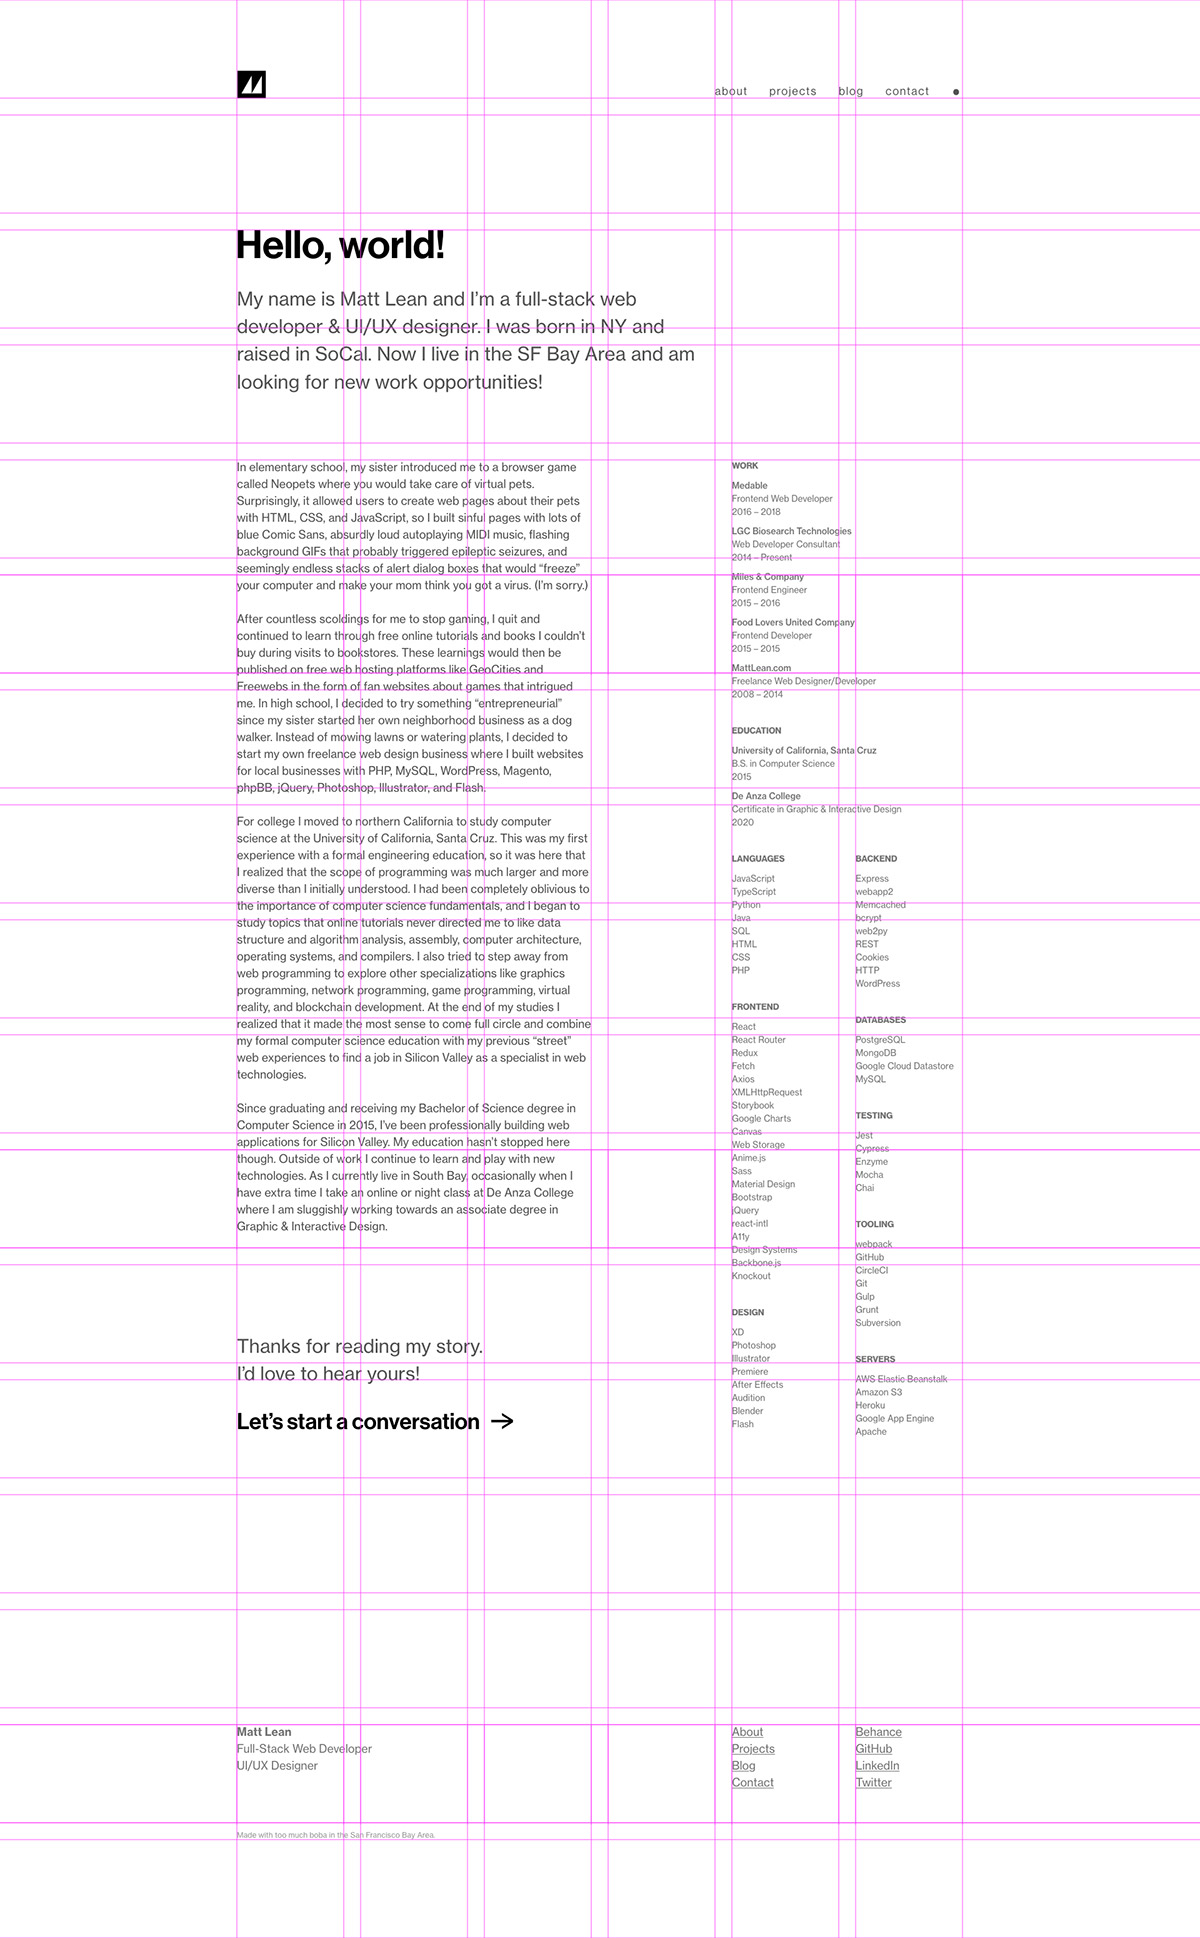 about projects blog contact
Hello, world!
My name is Matt Lean and I'm a full-stack web
developer & UI/UX designer. I was born in NY and
raised in SoCal. Now I live in the SF Bay Area and am
looking for new work opportunities!
In elementary school, my sister introduced me to a browser game
called Neopets where you would take care of virtual pets.
Surprisingly, it allowed users to create web pages about their pets
with HTML, CSS, and JavaScript, so I built sinful pages with lots of
blue Comic Sans, absurdly loud autoplaying MIDI music, flashing
background GIFs that probably triggered epileptic seizures, and
seemingly endless stacks of alert dialog boxes that would “freeze”
your computer and make your mom think you got a virus. (I'm sorry.)
After countless scoldings for me to stop gaming, I quit and
continued to learn through free online tutorials and books I couldn't
buy during visits to bookstores. These learnings would then be
published on free web hosting platforms like GeoCities and
Freewebs in the form of fan websites about games that intrigued
me. In high school, I decided to try something “entrepreneurial”
since my sister started her own neighborhood business as a dog
walker. Instead of mowing lawns or watering plants, I decided to
start my own freelance web design business where I built websites
for local businesses with PHP, MySQL, WordPress, Magento,
phpBB, jQuery, Photoshop, Illustrator, and Flash.
For college I moved to northern California to study computer
science at the University of California, Santa Cruz. This was my first
experience with a formal engineering education, so it was here that
I realized that the scope of programming was much larger and more
diverse than I initially understood. I had been completely oblivious to
the importance of computer science fundamentals, and I began to
study topics that online tutorials never directed me to like data
structure and algorithm analysis, assembly, computer architecture,
operating systems, and compilers. I also tried to step away from
web programming to explore other specializations like graphics
programming, network programming, game programming, virtual
reality, and blockchain development. At the end of my studies I
realized that it made the most sense to come full circle and combine
my formal computer science education with my previous “street”
web experiences to find a job in Silicon Valley as a specialist in web
technologies.
Since graduating and receiving my Bachelor of Science degree in
Computer Science in 2015, I've been professionally building web
applications for Silicon Valley. My education hasn't stopped here
though. Outside of work I continue to learn and play with new
technologies. As I currently live in South Bay, occasionally when I
have extra time I take an online or night class at De Anza College
where I am sluggishly working towards an associate degree in
Graphic & Interactive Design.
Thanks for reading my story.
I'd love to hear yours!
Let's start a conversation →
WORK
Medable
Frontend Web Developer
2016 – 2018
LGC Biosearch Technologies
Web Developer Consultant
2014 – Present
Miles & Company
Frontend Engineer
2015 – 2016
Food Lovers United Company
Frontend Developer
2015 – 2015
MattLean.com
Freelance Web Designer/Developer
2008 – 2014
EDUCATION
University of California, Santa Cruz
B.S. in Computer Science
2015
De Anza College
Certificate in Graphic & Interactive Design
2020
LANGUAGES
JavaScript
TypeScript
Python
Java
SQL
HTML
CSS
PHP
FRONTEND
React
React Router
Redux
Fetch
Axios
XMLHttpRequest
Storybook
Google Charts
Canvas
Web Storage
Anime.js
Sass
Material Design
Bootstrap
jQuery
react-intl
A11y
Design Systems
Backbone.js
Knockout
DESIGN
XD
Photoshop
Illustrator
Premiere
After Effects
Audition
Blender
Flash
BACKEND
Express
webapp2
Memcached
bcrypt
web2py
REST
Cookies
HTTP
WordPress
DATABASES
PostgreSQL
MongoDB
Google Cloud Datastore
MySQL
TESTING
Jest
Cypress
Enzyme
Mocha
Chai
TOOLING
webpack
GitHub
CircleCI
Git
Gulp
Grunt
Subversion
SERVERS
AWS Elastic Beanstalk
Amazon S3
Heroku
Google App Engine
Apache
Matt Lean
Full-Stack Web Developer
UI/UX Designer
About
Projects
Blog
Contact
Behance
GitHub
LinkedIn
Twitter
Made with too much boba in the San Francisco Bay Area.